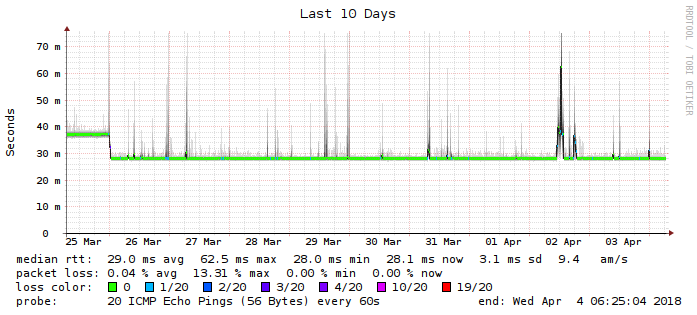 Last 10 Days
RRDTOOL / TOBI OETIKER
Seconds
70 m
60 m
50 m
40 m
30 m
20 m
10 m
0
25 Mar 26 Mar 27 Mar 28 Mar 29 Mar 30 Mar 31 Mar 01 Apr 02 Apr 03 Apr
median rtt: 29.0 ms avg 62.5 ms max 28.0 ms min 28.1 ms now 3.1 ms sd 9.4 am/s
packet loss: 0.04 % avg 13.31 % max 0.00 % min 0.00 % now
loss color: 0 1/20 2/20 3/20 4/20 10/20 19/20
probe: 20 ICMP Echo Pings (56 Bytes) every 60s end: Wed Apr 4 06:25:04 2018